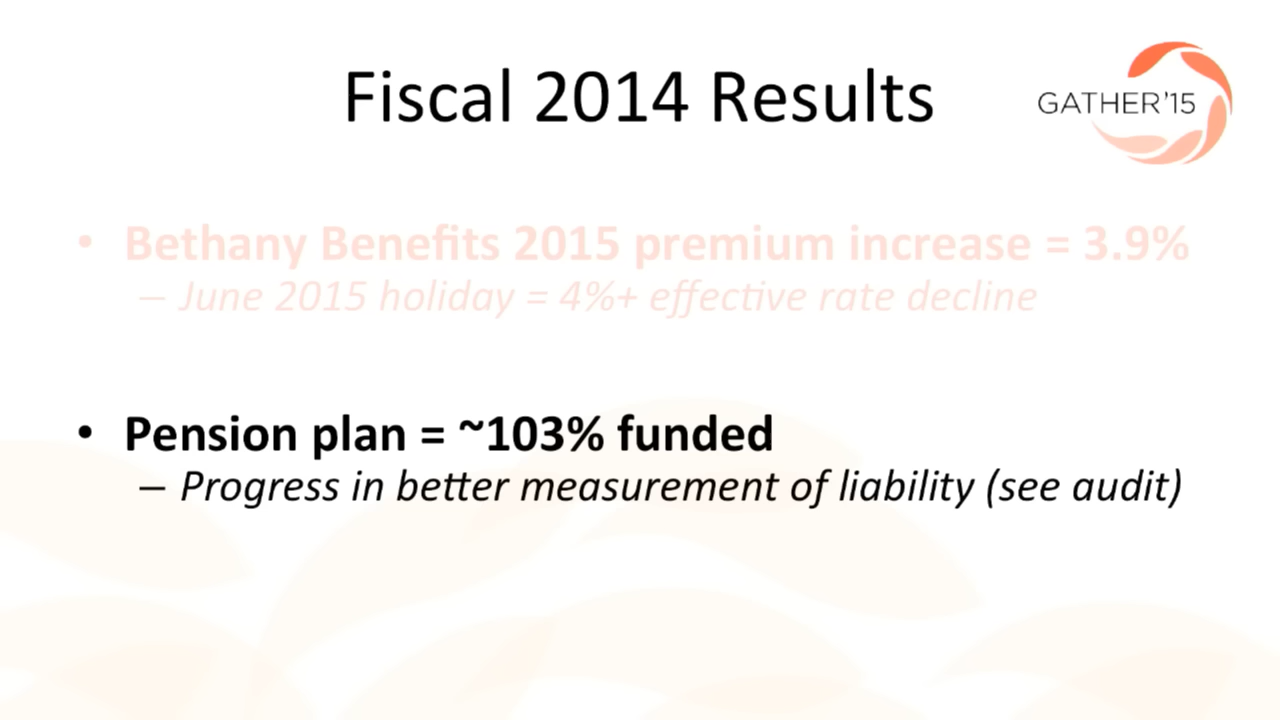 Fiscal 2014 Results
GATHER'15
• Bethany Benefits 2015 premium increase = 3.9%
– June 2015 holiday = 4%+ effective rate decline
• Pension plan = ~103% funded
– Progress in better measurement of liability (see audit)